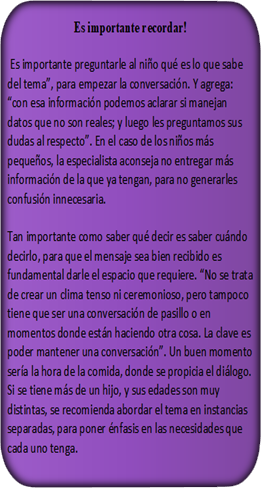 Es importante recordar!
Es importante preguntarle al niño qué es lo que sabe
del tema”, para empezar la conversación. Y agrega:
“con esa información podemos aclarar si manejan
datos que no son reales; y luego les preguntamos sus
dudas al respecto”. En el caso de los niños más
pequeños, la especialista aconseja no entregar más
información de la que ya tengan, para no generarles
confusión innecesaria.
Tan importante como saber qué decir es saber cuándo
decirlo, para que el mensaje sea bien recibido es
fundamental darle el espacio que requiere. “No se trata
de crear un clima tenso ni ceremonioso, pero tampoco
tiene que ser una conversación de pasillo o en
momentos donde están haciendo otra cosa. La clave es
poder mantener una conversación”. Un buen momento
sería la hora de la comida, donde se propicia el diálogo.
Si se tiene más de un hijo, y sus edades son muy
distintas, se recomienda abordar el tema en instancias
separadas, para poner énfasis en las necesidades que
cada uno tenga.